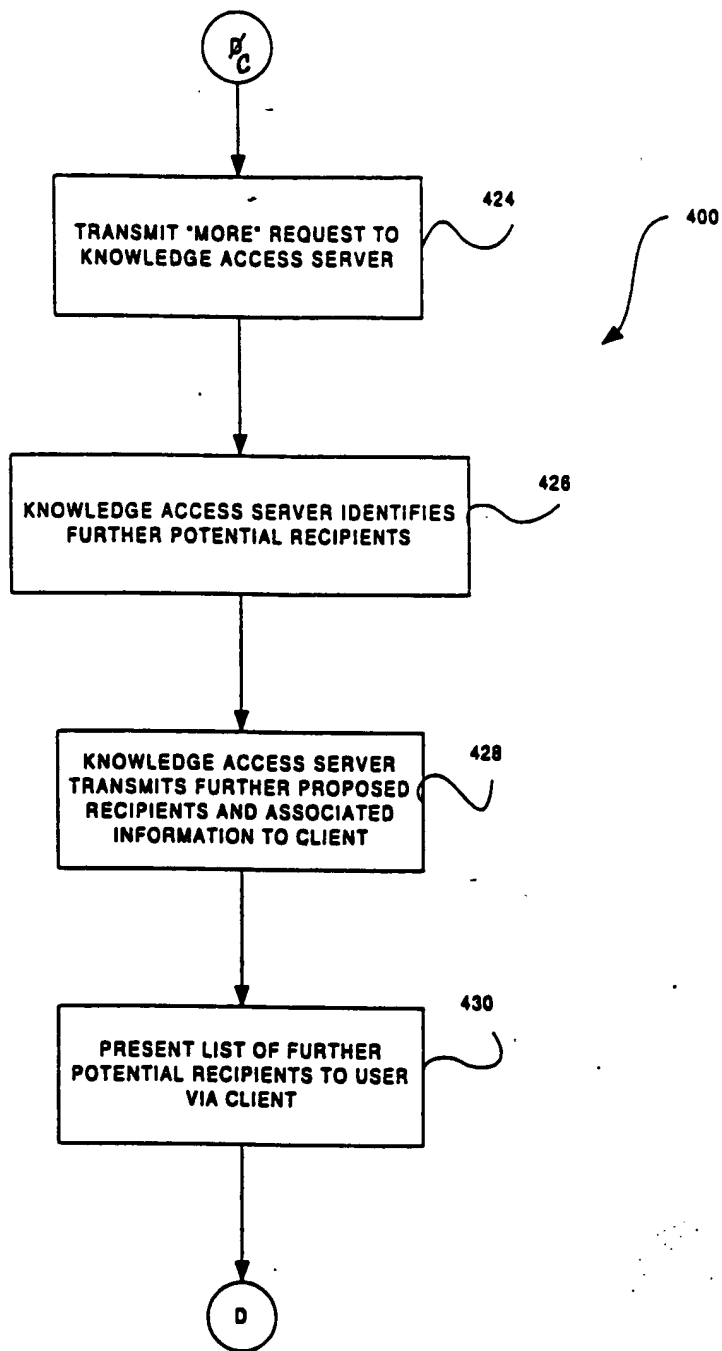 C
TRANSMIT "MORE" REQUEST TO
KNOWLEDGE ACCESS SERVER
424
400
KNOWLEDGE ACCESS SERVER IDENTIFIES
FURTHER POTENTIAL RECIPIENTS
426
KNOWLEDGE ACCESS SERVER
TRANSMITS FURTHER PROPOSED
RECIPIENTS AND ASSOCIATED
INFORMATION TO CLIENT
428
PRESENT LIST OF FURTHER
POTENTIAL RECIPIENTS TO USER
VIA CLIENT
430
D